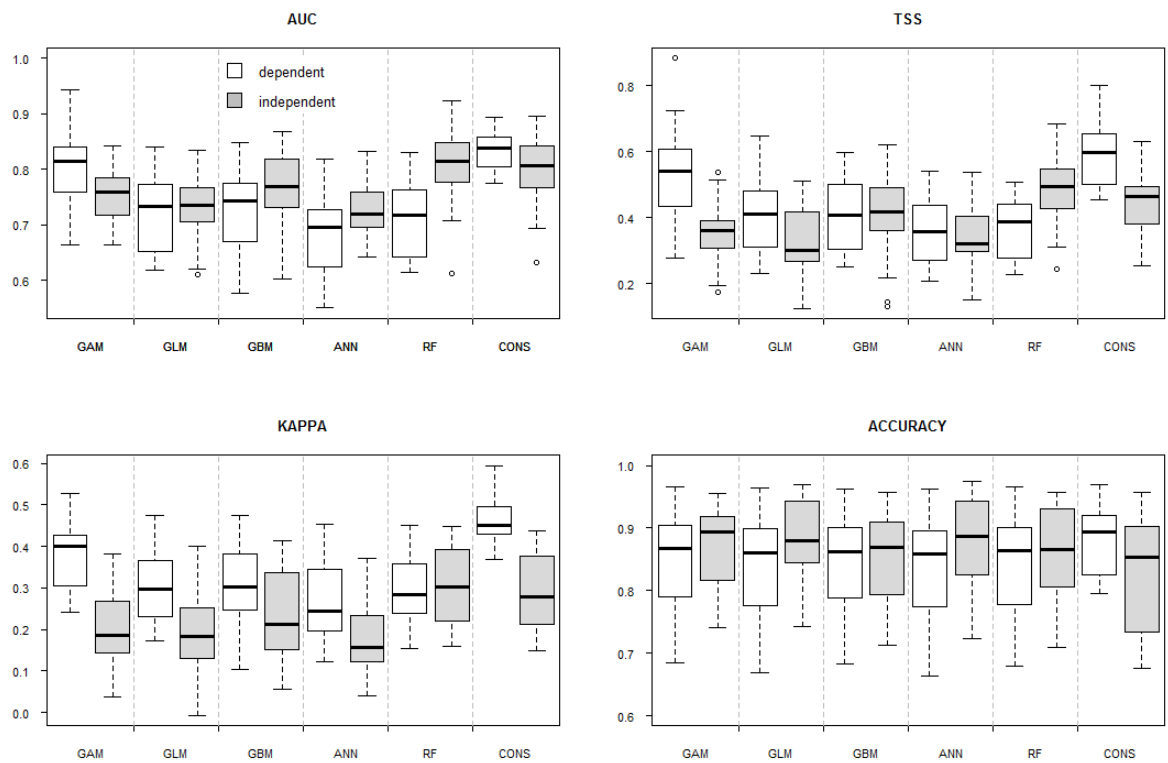 AUC
1.0
0.9
0.8
0.7
0.6
dependent
independent
GAM GLM GBM ANN RF CONS
TSS
0.8
0.6
0.4
0.2
GAM GLM GBM ANN RF CONS
KAPPA
0.6
0.5
0.4
0.3
0.2
0.1
0.0
GAM GLM GBM ANN RF CONS
ACCURACY
1.0
0.9
0.8
0.7
0.6
GAM GLM GBM ANN RF CONS